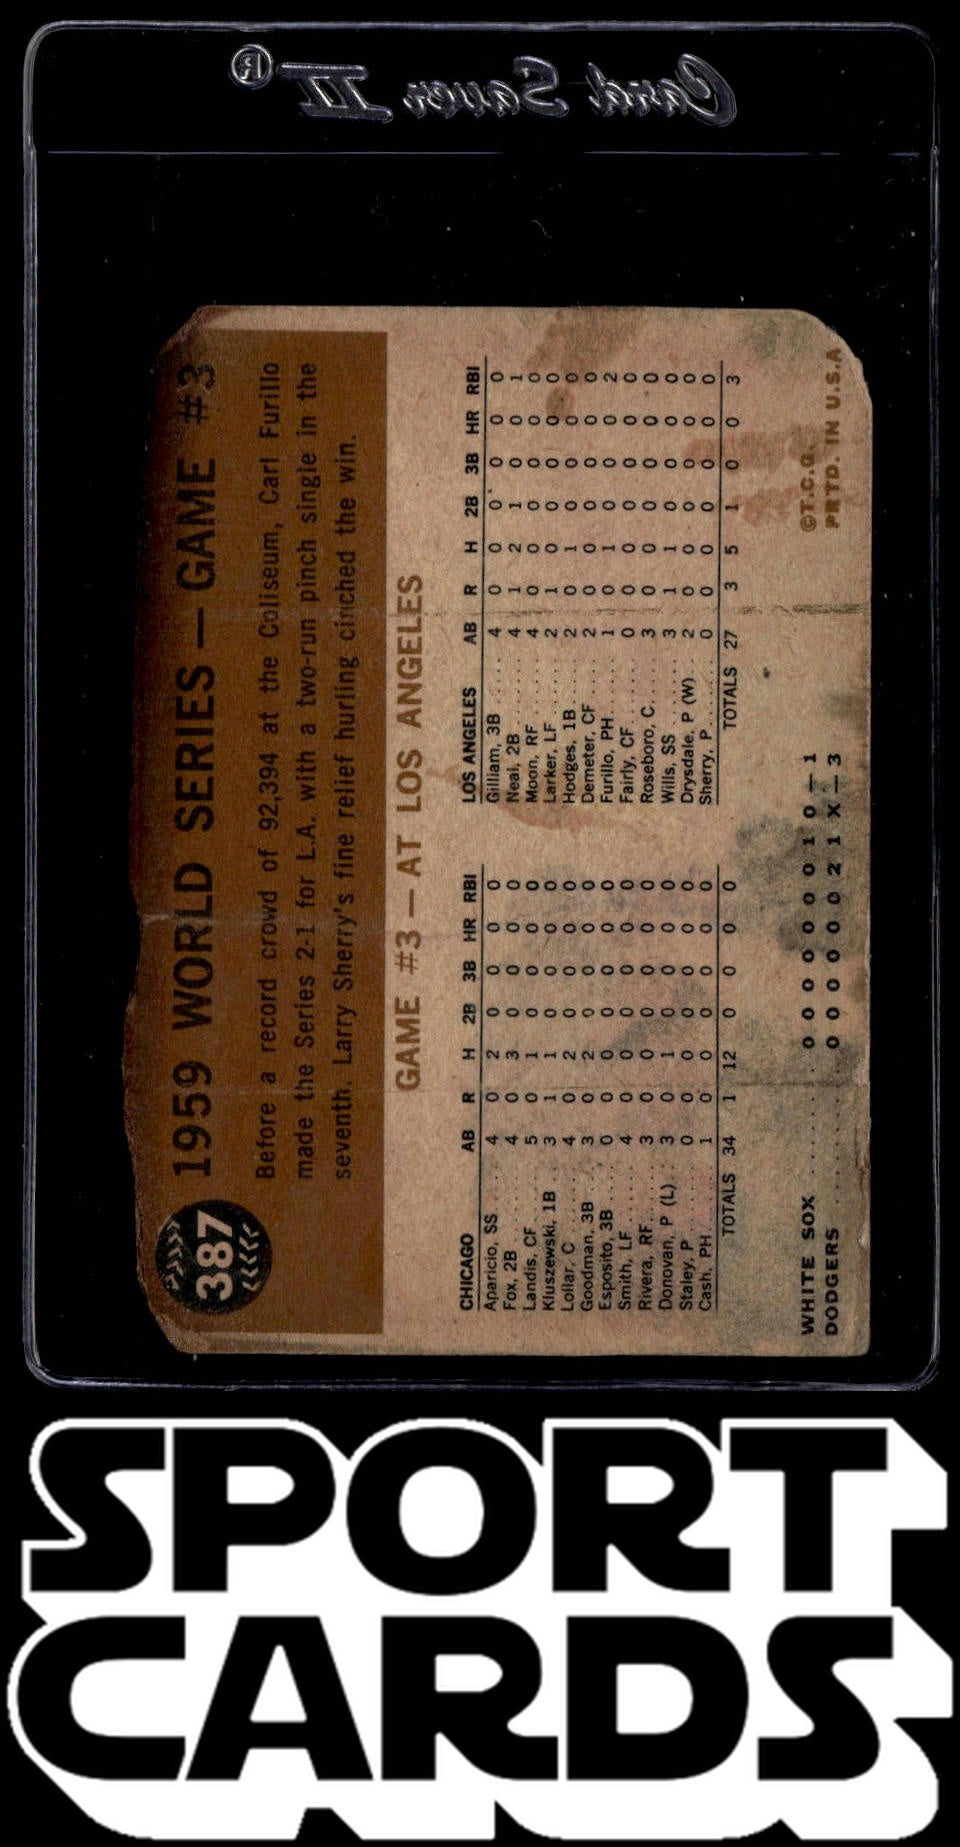 Card Saver II®
387
1959 WORLD SERIES — GAME #3
Before a record crowd of 92,394 at the Coliseum, Carl Furillo
made the Series 2-1 for L.A. with a two-run pinch single in the
seventh. Larry Sherry's fine relief hurling cinched the win.
GAME #3 — AT LOS ANGELES
CHICAGO AB R H 2B 3B HR RBI
Aparicio, SS 4 0 2 0 0 0 0
Fox, 2B 4 0 3 0 0 0 0
Landis, CF 5 0 1 0 0 0 0
Kluszewski, 1B 3 1 1 0 0 0 0
Lollar, C 4 0 2 0 0 0 0
Goodman, 3B 3 0 2 0 0 0 0
Esposito, 3B 0 0 0 0 0 0 0
Smith, LF 4 0 0 0 0 0 0
Rivera, RF 3 0 0 0 0 0 0
Donovan, P (L) 3 0 1 0 0 0 0
Staley, P 0 0 0 0 0 0 0
Cash, PH 1 0 0 0 0 0 0
TOTALS 34 1 12 0 0 0 0
LOS ANGELES AB R H 2B 3B HR RBI
Gilliam, 3B 4 0 0 0 0 0 0
Neal, 2B 4 1 2 1 0 0 1
Moon, RF 4 0 0 0 0 0 0
Larker, LF 2 1 0 0 0 0 0
Hodges, 1B 2 0 1 0 0 0 0
Demeter, CF 2 0 0 0 0 0 0
Furillo, PH 1 0 1 0 0 0 2
Fairly, CF 0 0 0 0 0 0 0
Roseboro, C 3 0 0 0 0 0 0
Wills, SS 3 1 1 0 0 0 0
Drysdale, P (W) 2 0 0 0 0 0 0
Sherry, P 0 0 0 0 0 0 0
TOTALS 27 3 5 1 0 0 3
WHITE SOX 0 0 0 0 0 0 0 1 0 — 1
DODGERS 0 0 0 0 0 0 2 1 X — 3
©T.C.G.
PRTD. IN U.S.A
SPORT
CARDS